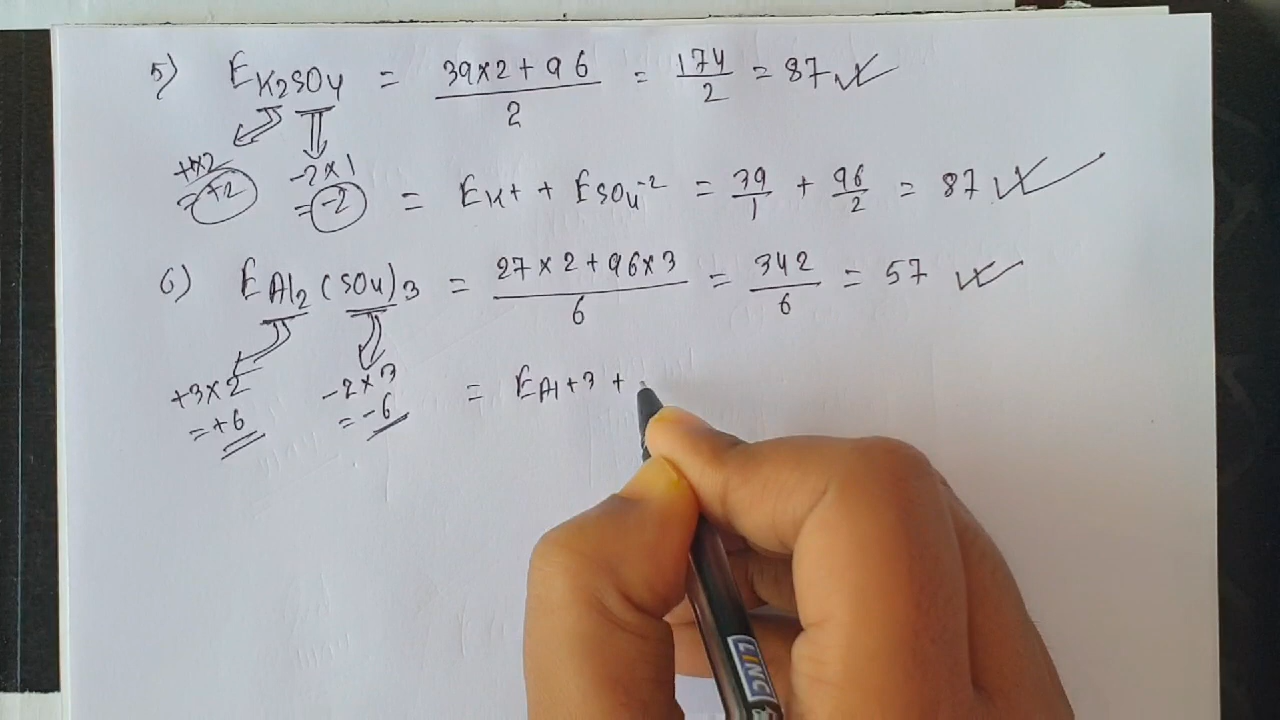 5) E K2SO4 = 39×2+96 / 2 = 174/2 = 87
+1×2 = +2  -2×1 = -2  = E K+ + E SO4-2 = 39/1 + 96/2 = 87
6) E Al2(SO4)3 = 27×2+96×3 / 6 = 342/6 = 57
+3×2 = +6  -2×3 = -6  = E Al+3 +
LINC